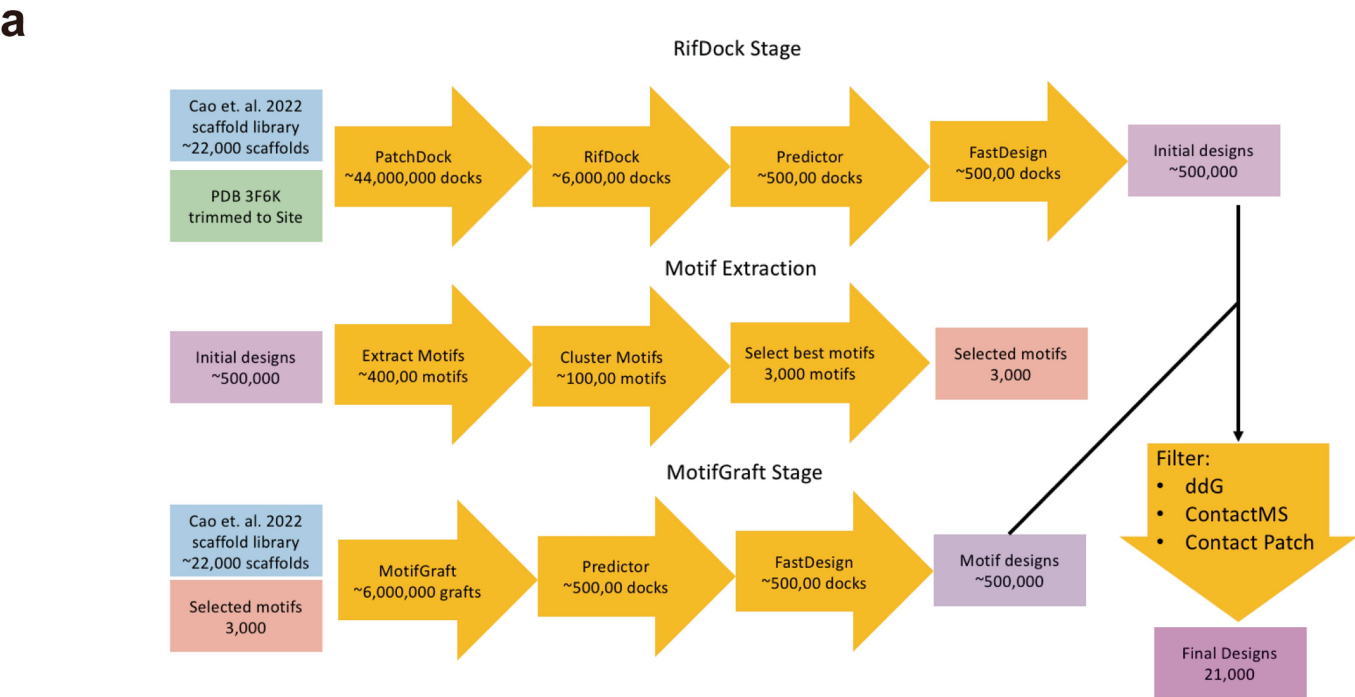 a
RifDock Stage
Cao et. al. 2022
scaffold library
~22,000 scaffolds
PDB 3F6K
trimmed to Site
PatchDock
~44,000,000 docks
RifDock
~6,000,00 docks
Predictor
~500,00 docks
FastDesign
~500,00 docks
Initial designs
~500,000
Motif Extraction
Initial designs
~500,000
Extract Motifs
~400,00 motifs
Cluster Motifs
~100,00 motifs
Select best motifs
3,000 motifs
Selected motifs
3,000
MotifGraft Stage
Cao et. al. 2022
scaffold library
~22,000 scaffolds
Selected motifs
3,000
MotifGraft
~6,000,000 grafts
Predictor
~500,00 docks
FastDesign
~500,00 docks
Motif designs
~500,000
Filter:
• ddG
• ContactMS
• Contact Patch
Final Designs
21,000